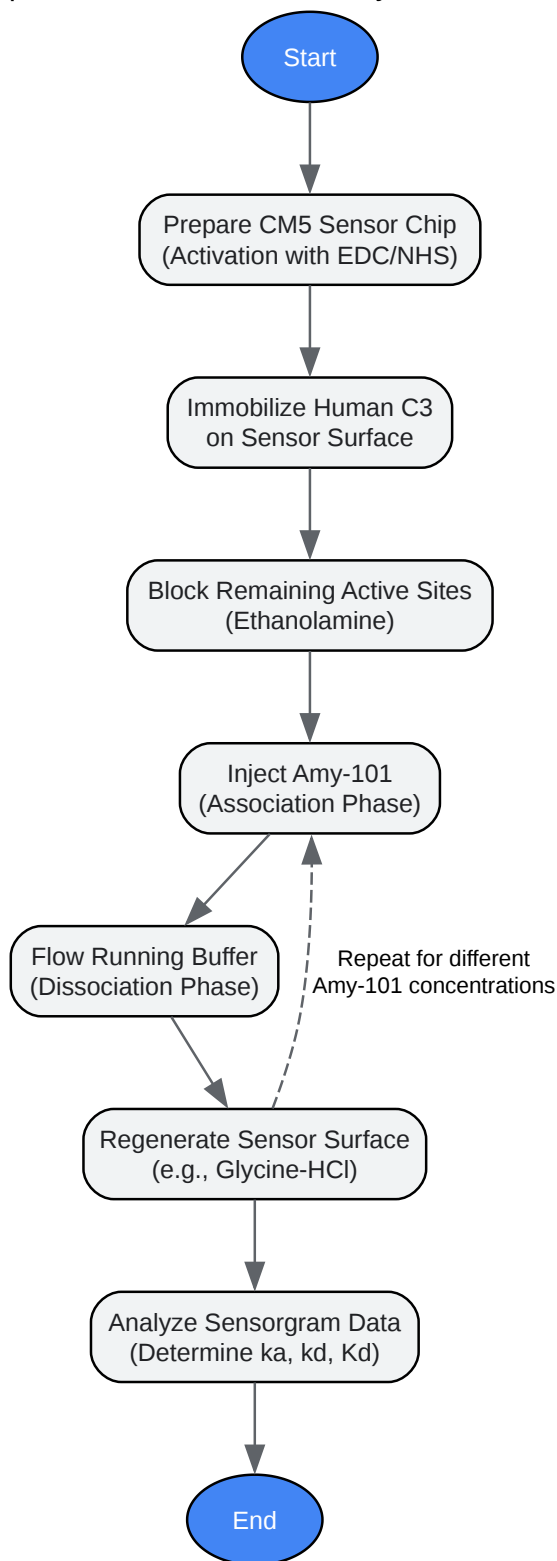 Start
Prepare CM5 Sensor Chip
(Activation with EDC/NHS)
Immobilize Human C3
on Sensor Surface
Block Remaining Active Sites
(Ethanolamine)
Inject Amy-101
(Association Phase)
Flow Running Buffer
(Dissociation Phase)
Repeat for different
Amy-101 concentrations
Regenerate Sensor Surface
(e.g., Glycine-HCl)
Analyze Sensorgram Data
(Determine ka, kd, Kd)
End